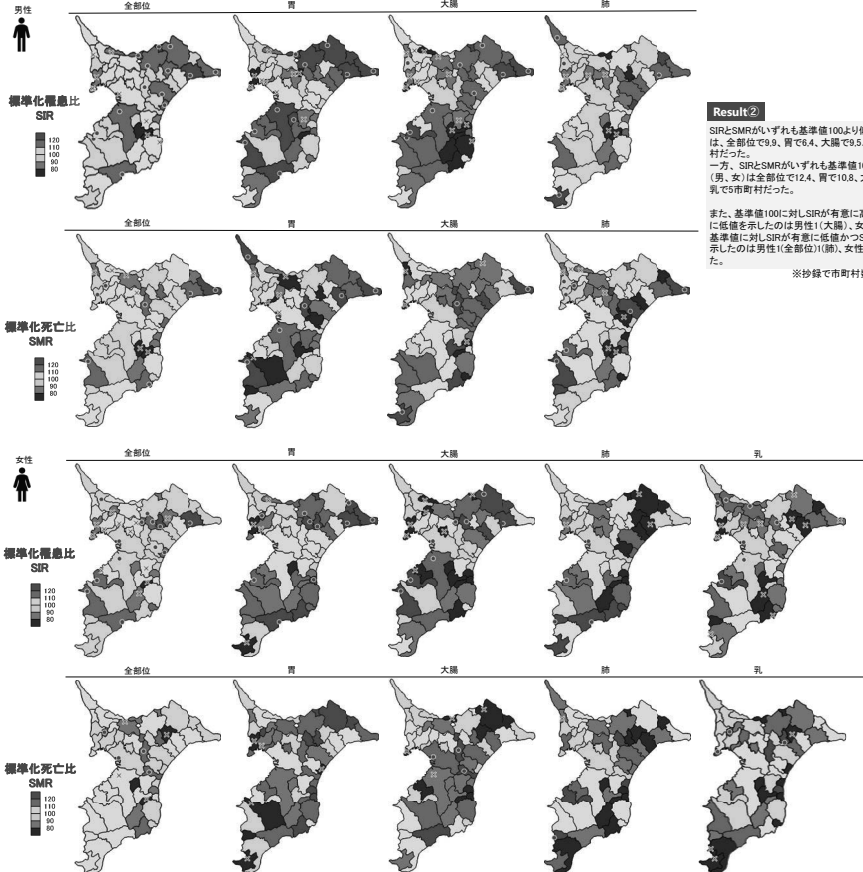 男性
全部位
胃
大腸
肺
標準化罹患比
SIR
120
110
100
90
80
Result②
SIRとSMRがいずれも基準値100より
は、全部位で9,9、胃で6,4、大腸で9,5
村だった。
一方、SIRとSMRがいずれも基準値
(男、女)は全部位で12,4、胃で10,8、
乳で5市町村だった。
また、基準値100に対しSIRが有意に
に低値を示したのは男性1(大腸)、女
基準値に対しSIRが有意に低値かつ
示したのは男性1(全部位)1(肺)、女性
た。
※抄録で市町村
全部位
胃
大腸
肺
標準化死亡比
SMR
120
110
100
90
80
女性
全部位
胃
大腸
肺
乳
標準化罹患比
SIR
120
110
100
90
80
全部位
胃
大腸
肺
乳
標準化死亡比
SMR
120
110
100
90
80